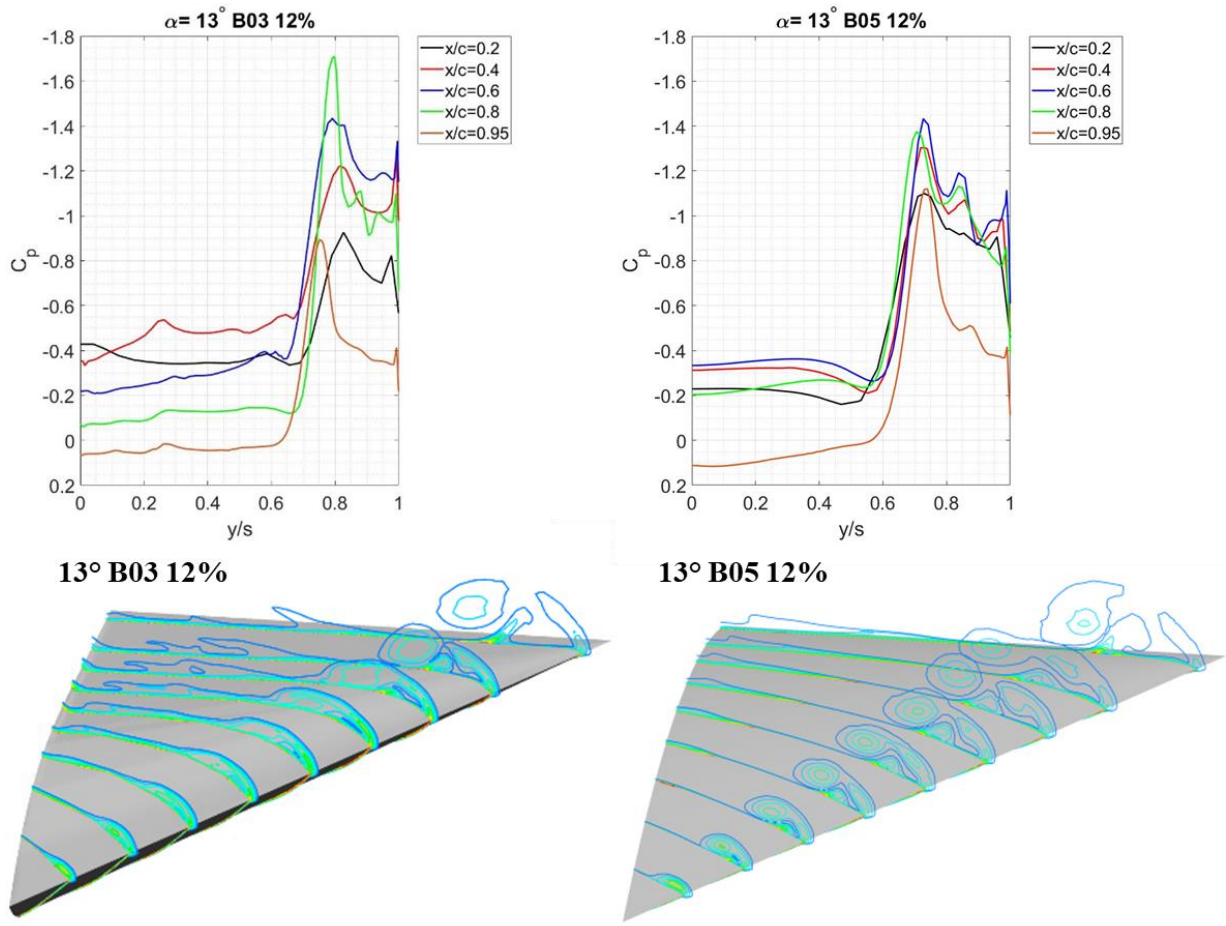 α= 13° B03 12%
-1.8
-1.6
-1.4
-1.2
-1
-0.8
-0.6
-0.4
-0.2
0
0.2
Cp
0 0.2 0.4 0.6 0.8 1
y/s
x/c=0.2
x/c=0.4
x/c=0.6
x/c=0.8
x/c=0.95
α= 13° B05 12%
-1.8
-1.6
-1.4
-1.2
-1
-0.8
-0.6
-0.4
-0.2
0
0.2
Cp
0 0.2 0.4 0.6 0.8 1
y/s
x/c=0.2
x/c=0.4
x/c=0.6
x/c=0.8
x/c=0.95
13° B03 12%
13° B05 12%